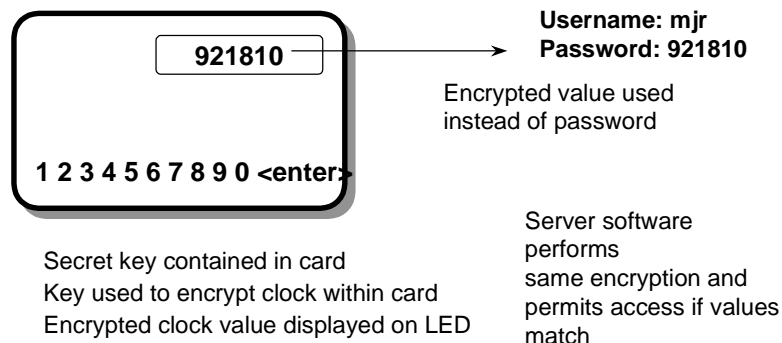 921810
Username: mjr
Password: 921810
Encrypted value used
instead of password
1 2 3 4 5 6 7 8 9 0 <enter>
Secret key contained in card
Key used to encrypt clock within card
Encrypted clock value displayed on LED
Server software
performs
same encryption and
permits access if values
match